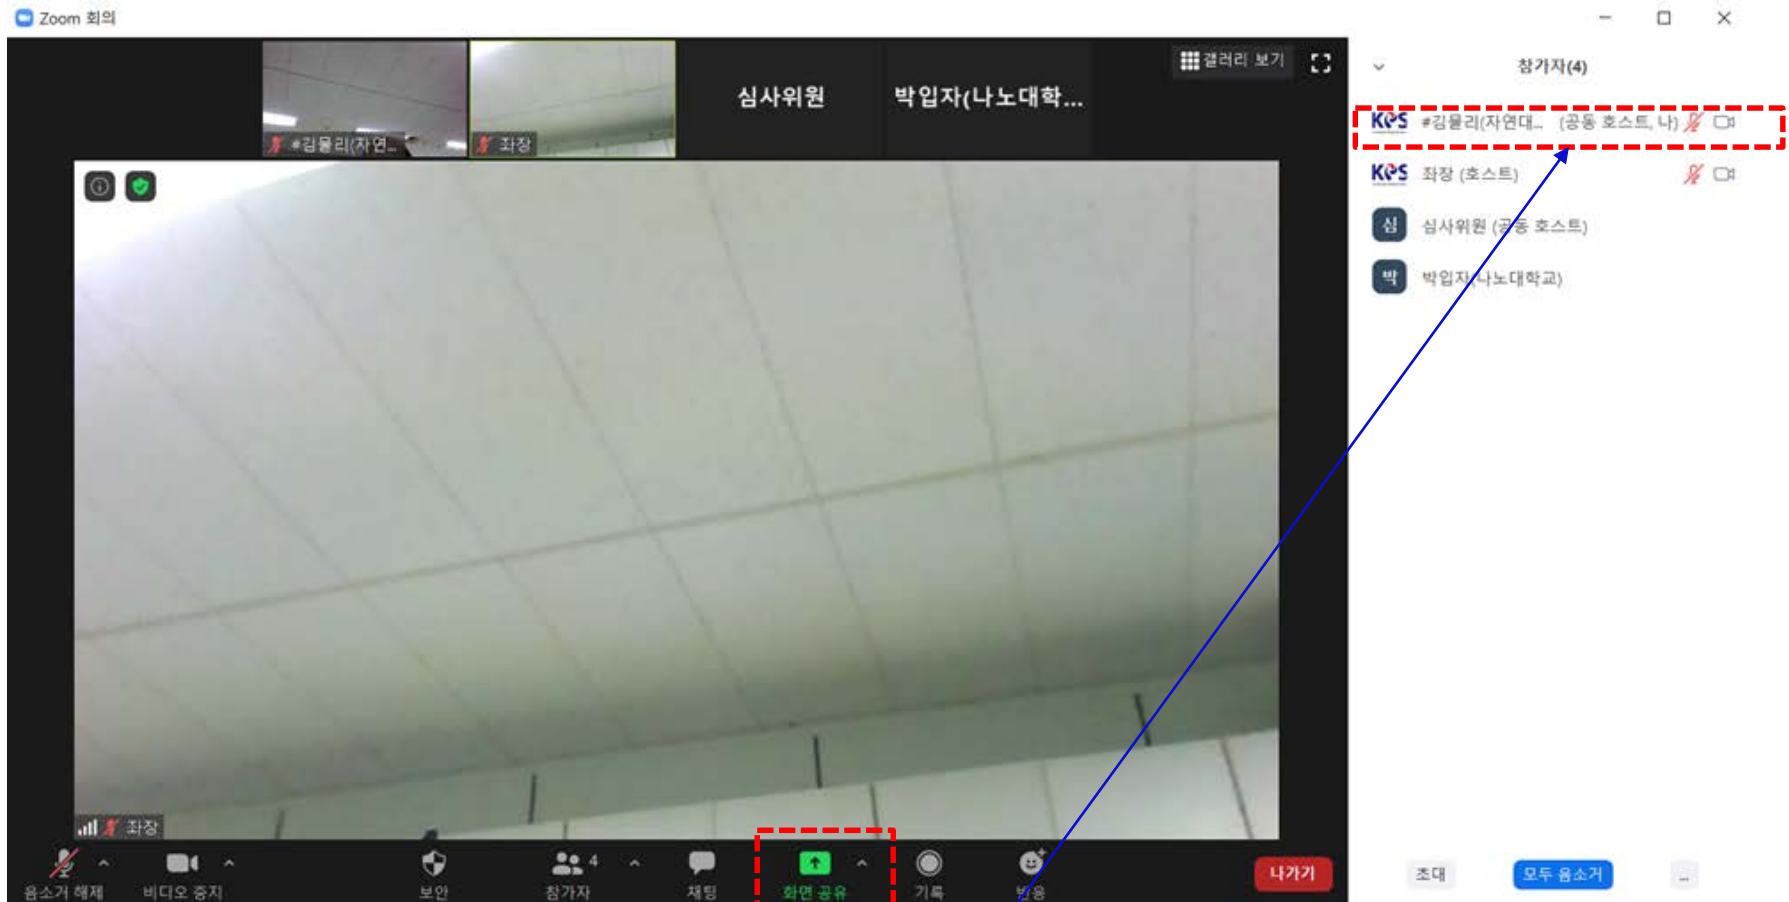 Zoom 회의
갤러리 보기
심사위원
박입자(나노대학...
#김물리(자연...
좌장
좌장
음소거 해제
비디오 중지
보안
참가자
4
채팅
화면 공유
기록
반응
나가기
참가자(4)
KPS #김물리(자연대... (공동 호스트, 나)
KPS 좌장 (호스트)
심 심사위원 (공동 호스트)
박 박입자(나노대학교)
초대
모두 음소거
...